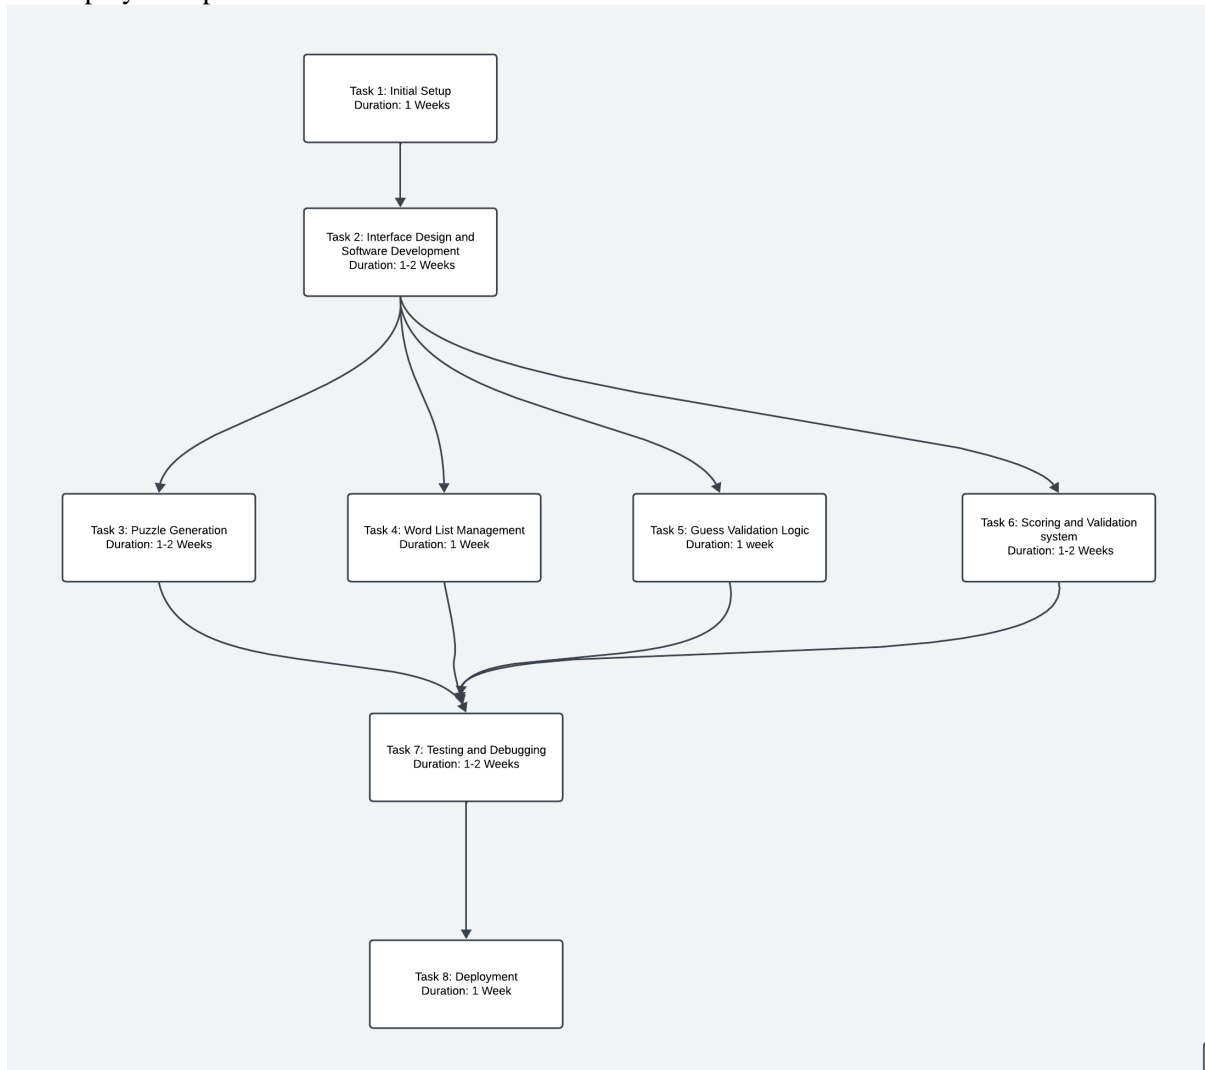 Task 1: Initial Setup
Duration: 1 Weeks
Task 2: Interface Design and
Software Development
Duration: 1-2 Weeks
Task 3: Puzzle Generation
Duration: 1-2 Weeks
Task 4: Word List Management
Duration: 1 Week
Task 5: Guess Validation Logic
Duration: 1 week
Task 6: Scoring and Validation
system
Duration: 1-2 Weeks
Task 7: Testing and Debugging
Duration: 1-2 Weeks
Task 8: Deployment
Duration: 1 Week